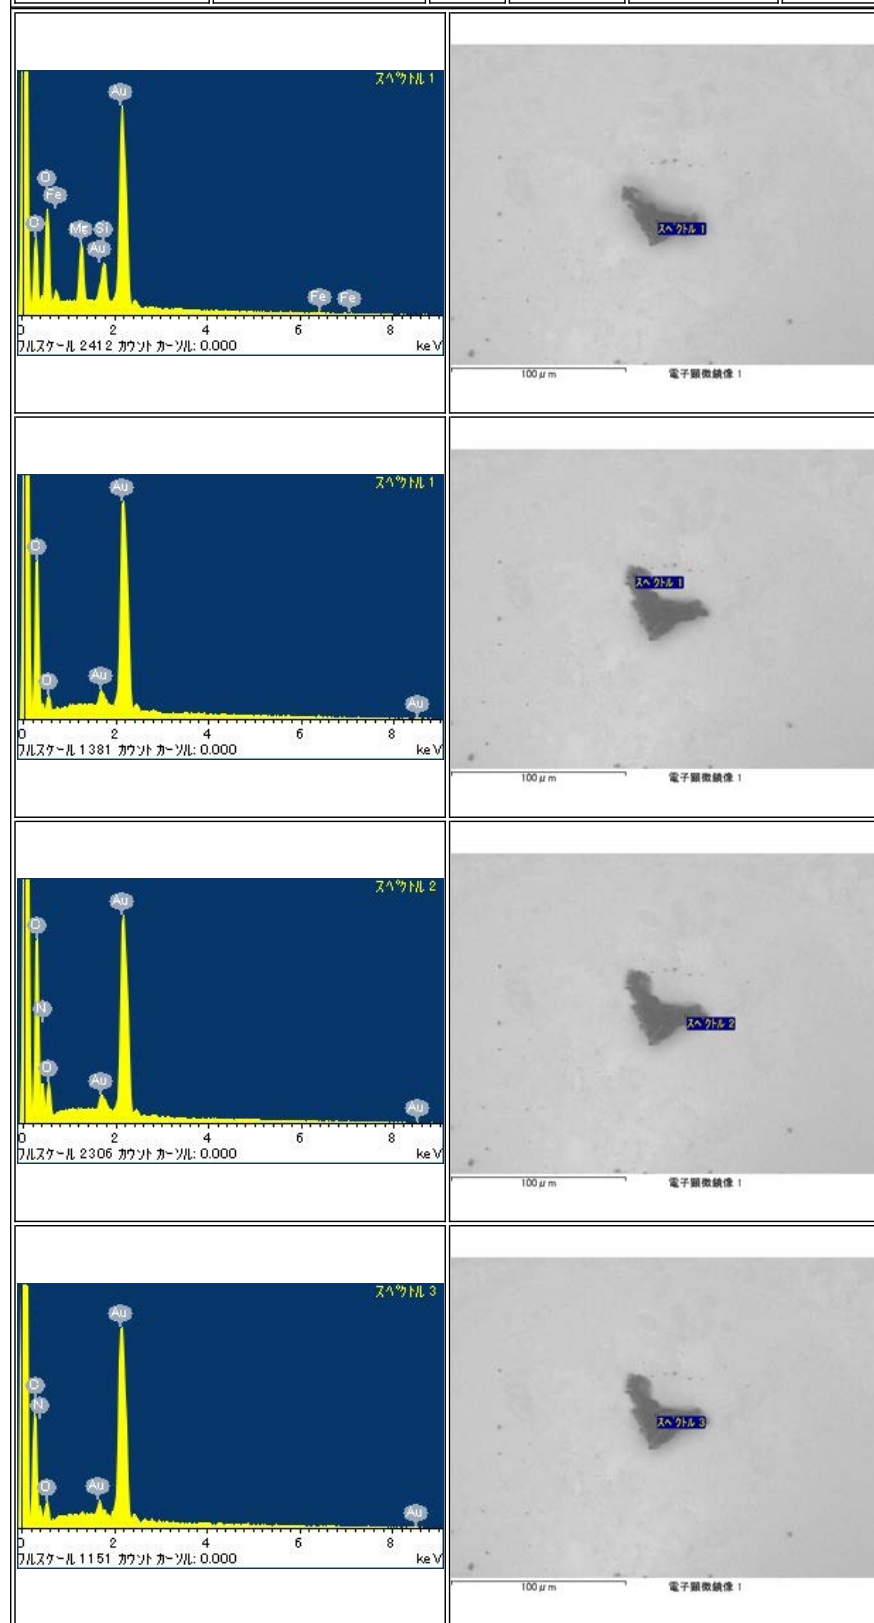 スペクトル 1
Au
O
Fe
C
Mg
Si
Au
Fe
Fe
0 2 4 6 8
フルスケール 2412 カウント カーソル: 0.000 keV
スペクトル 1
100μm 電子顕微鏡像 1
スペクトル 1
Au
C
O
Au
Au
0 2 4 6 8
フルスケール 1381 カウント カーソル: 0.000 keV
スペクトル 1
100μm 電子顕微鏡像 1
スペクトル 2
Au
C
N
O
Au
Au
0 2 4 6 8
フルスケール 2306 カウント カーソル: 0.000 keV
スペクトル 2
100μm 電子顕微鏡像 1
スペクトル 3
Au
C
N
O
Au
Au
0 2 4 6 8
フルスケール 1151 カウント カーソル: 0.000 keV
スペクトル 3
100μm 電子顕微鏡像 1